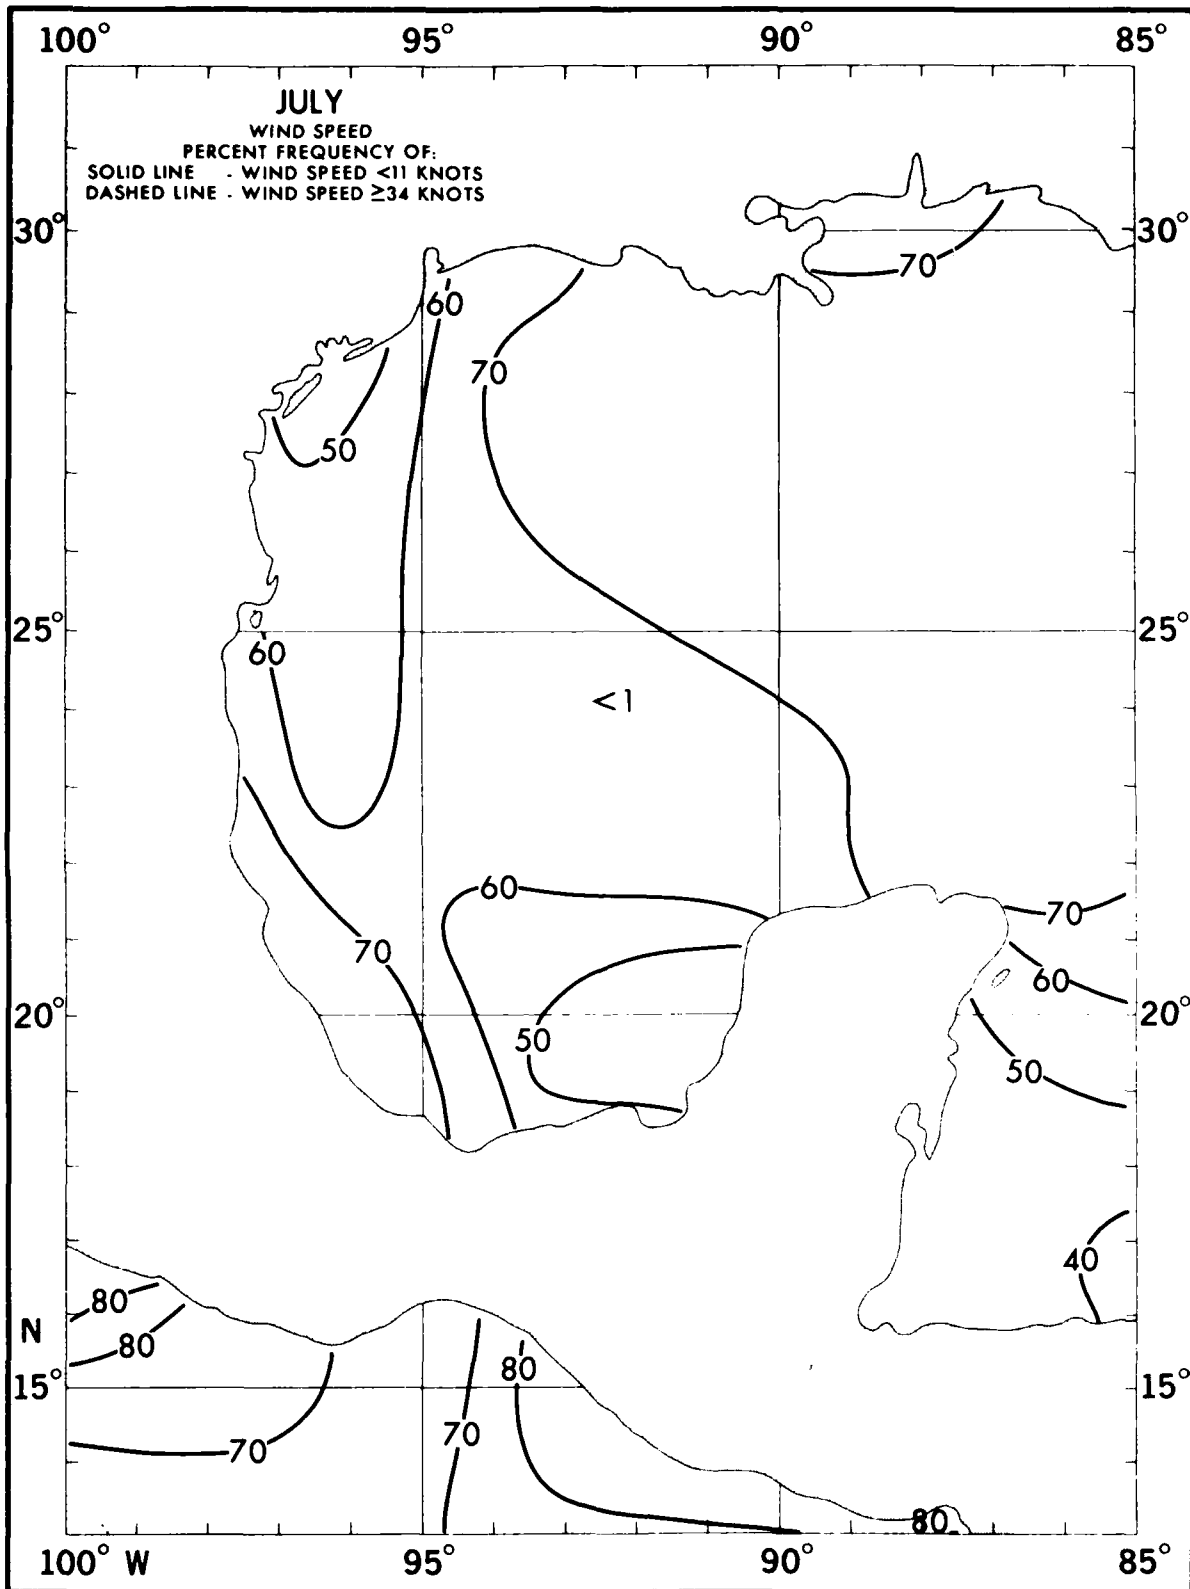 100° 95° 90° 85°
JULY
WIND SPEED
PERCENT FREQUENCY OF:
SOLID LINE - WIND SPEED <11 KNOTS
DASHED LINE - WIND SPEED ≥34 KNOTS
30° 30°
70
60
70
50
25° 25°
60
<1
60
70
70
60
20° 20°
50
50
40
80
N 80
80
15° 15°
70
70
80
100° W 95° 90° 85°